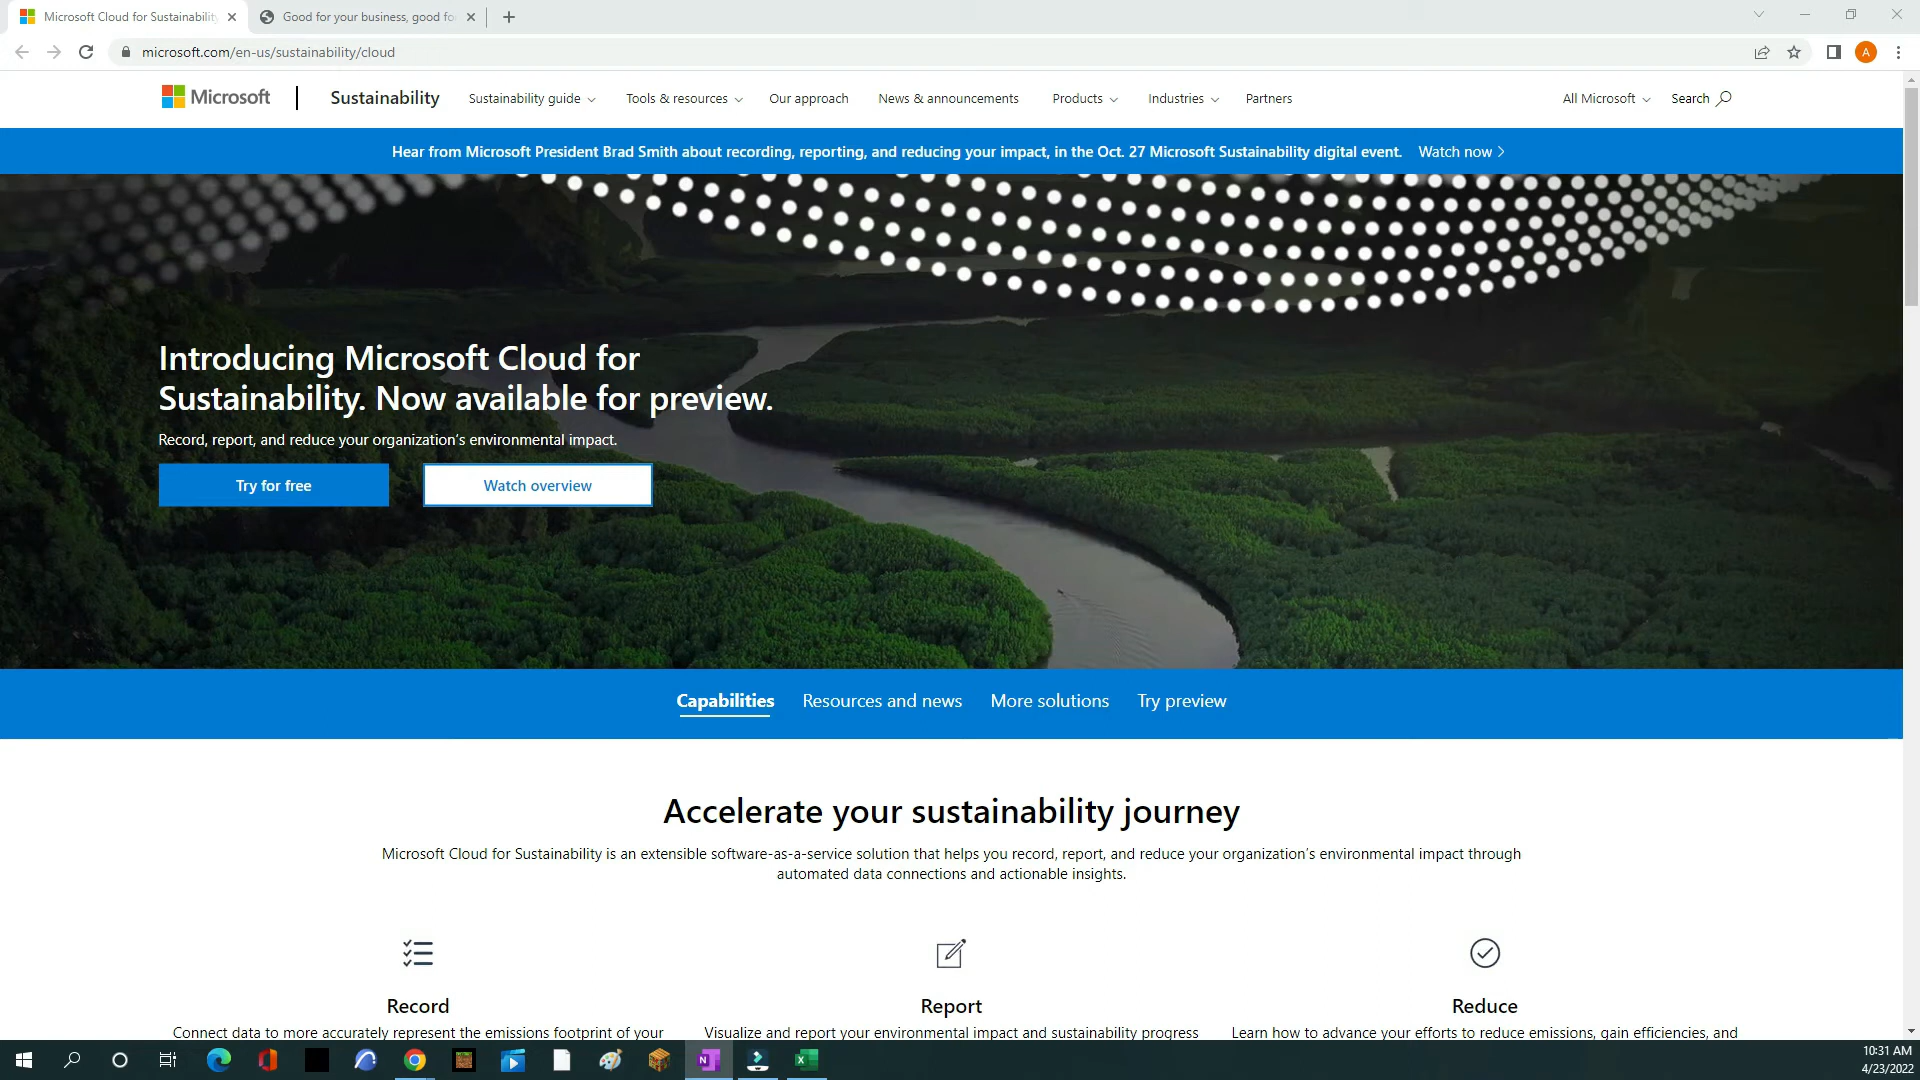 Microsoft Cloud for Sustainability
Good for your business, good fo
microsoft.com/en-us/sustainability/cloud
A
Microsoft
Sustainability
Sustainability guide
Tools & resources
Our approach
News & announcements
Products
Industries
Partners
All Microsoft
Search
Hear from Microsoft President Brad Smith about recording, reporting, and reducing your impact, in the Oct. 27 Microsoft Sustainability digital event. Watch now
Introducing Microsoft Cloud for
Sustainability. Now available for preview.
Record, report, and reduce your organization's environmental impact.
Try for free
Watch overview
Capabilities
Resources and news
More solutions
Try preview
Accelerate your sustainability journey
Microsoft Cloud for Sustainability is an extensible software-as-a-service solution that helps you record, report, and reduce your organization's environmental impact through
automated data connections and actionable insights.
Record
Report
Reduce
Connect data to more accurately represent the emissions footprint of your
Visualize and report your environmental impact and sustainability progress
Learn how to advance your efforts to reduce emissions, gain efficiencies, and
10:31 AM
4/23/2022